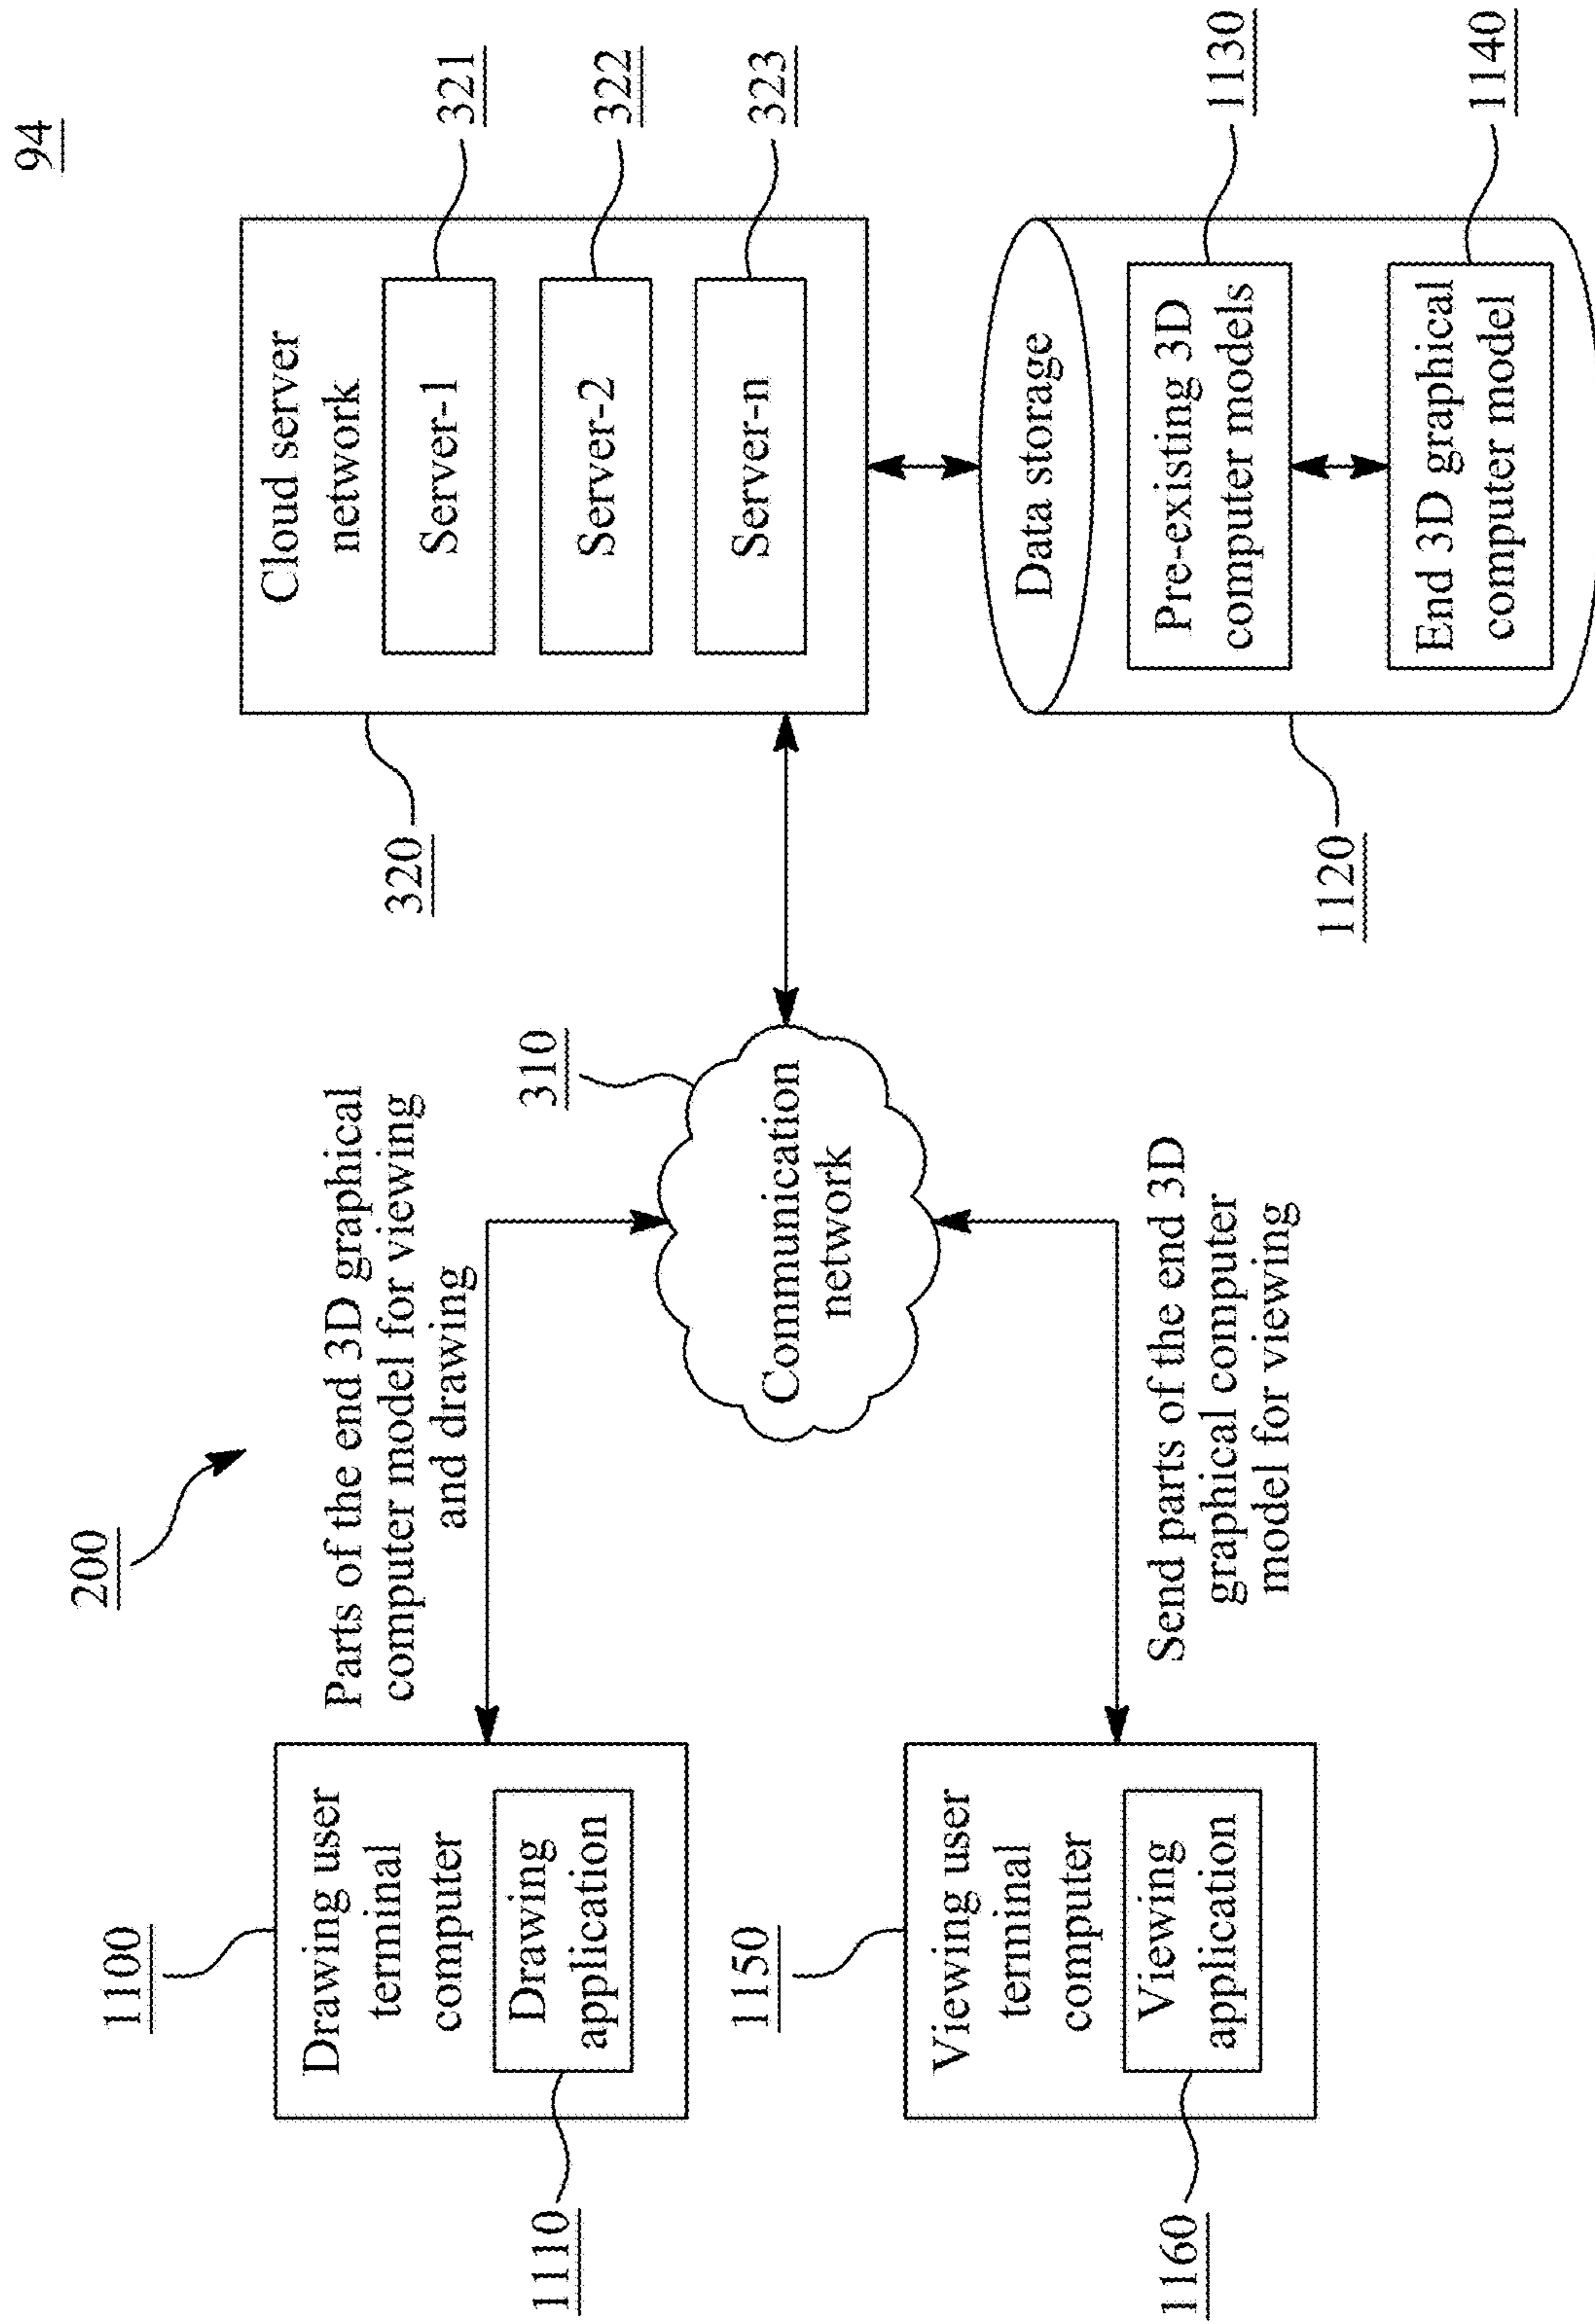 94
200
1100
Drawing user
terminal
computer
Drawing
application
1110
Parts of the end 3D graphical
computer model for viewing
and drawing
310
Communication
network
320
Cloud server
network
Server-1
321
Server-2
322
Server-n
323
1150
Viewing user
terminal
computer
Viewing
application
1160
Send parts of the end 3D
graphical computer
model for viewing
1120
Data storage
Pre-existing 3D
computer models
1130
End 3D graphical
computer model
1140